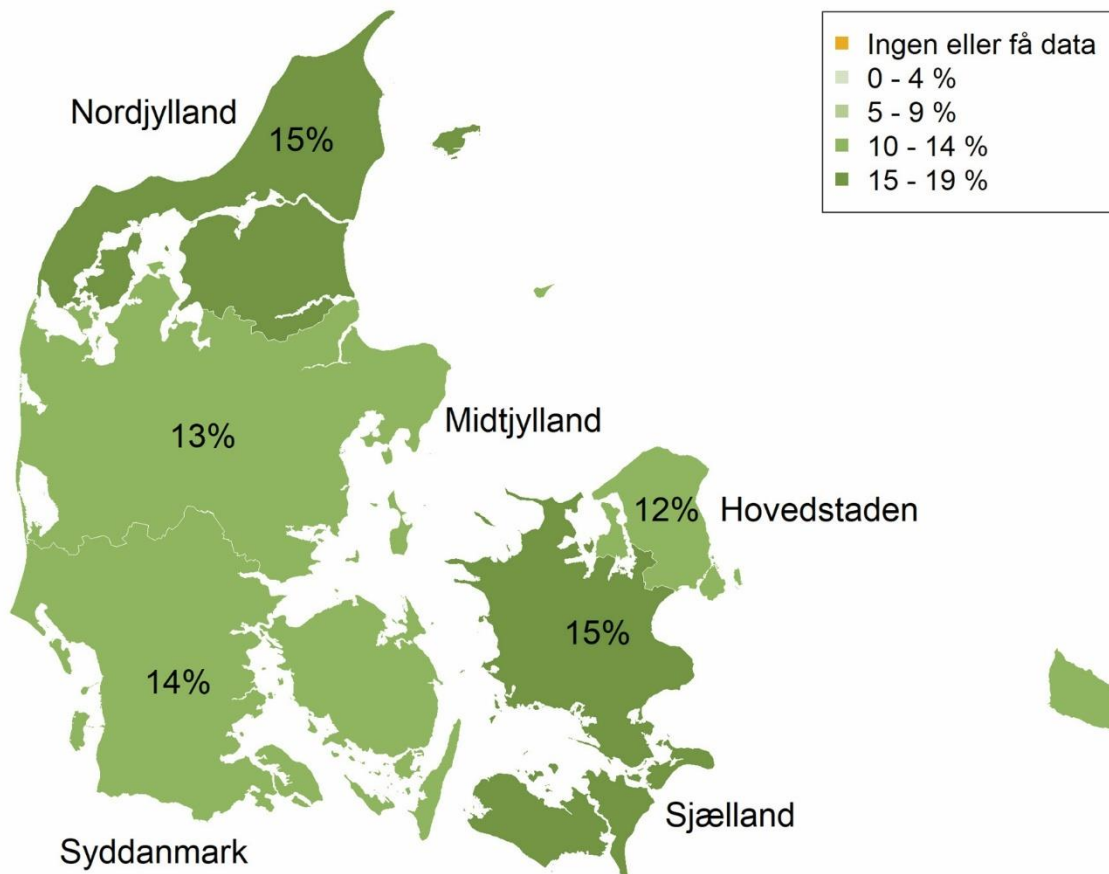 Ingen eller få data
0 - 4 %
5 - 9 %
10 - 14 %
15 - 19 %
Nordjylland
15%
13%
Midtjylland
12%
Hovedstaden
15%
14%
Sjælland
Syddanmark